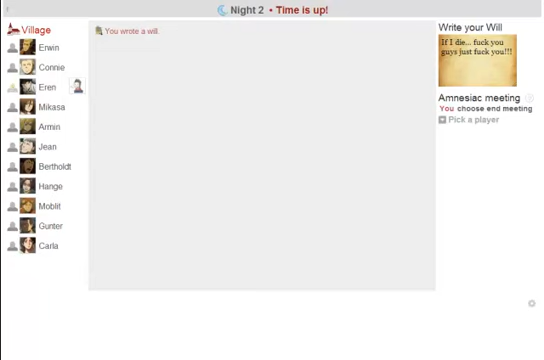 Night 2 • Time is up!
Village
Erwin
Connie
Eren
Mikasa
Armin
Jean
Bertholdt
Hange
Moblit
Gunter
Carla
You wrote a will
Write your Will
If I die... fuck you
guys just fuck you!!!
Amnesiac meeting
You choose end meeting
Pick a player